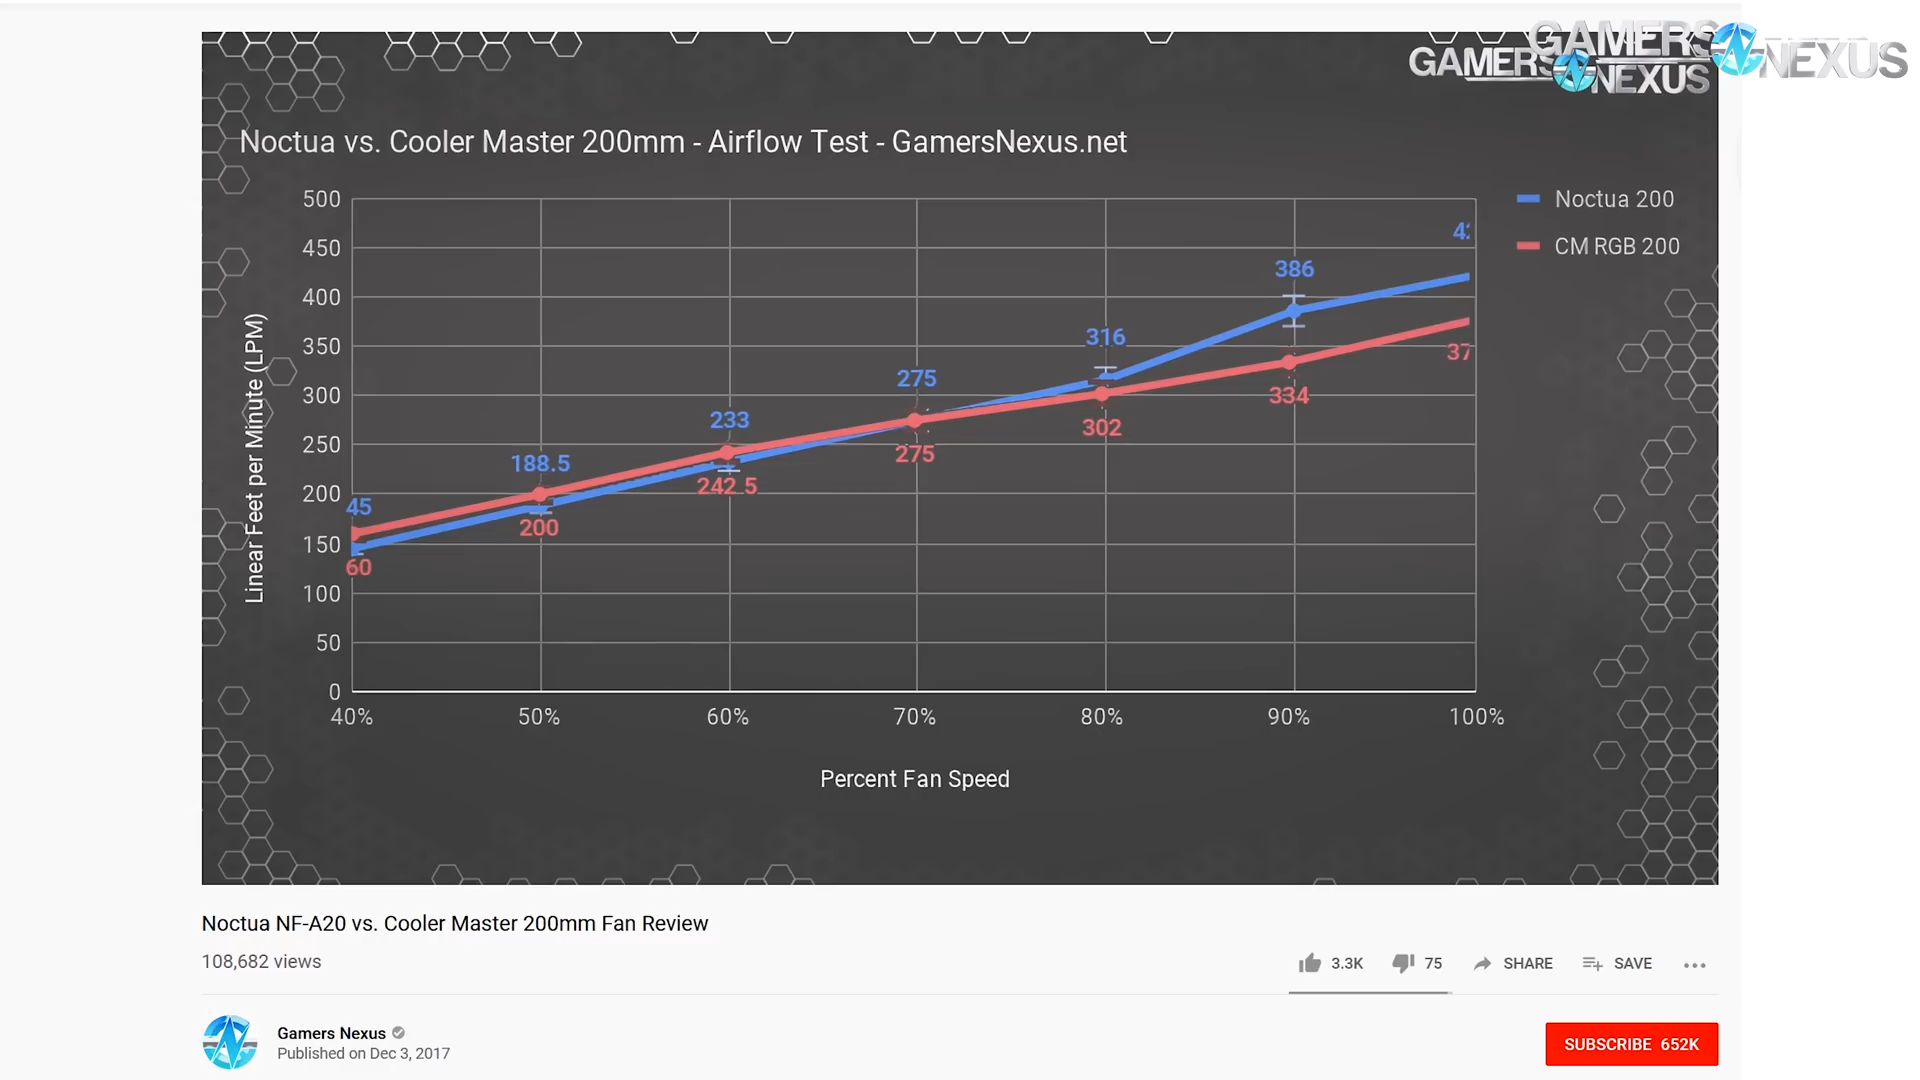 GAMERS NEXUS
GAMERS NEXUS
Noctua vs. Cooler Master 200mm - Airflow Test - GamersNexus.net
Noctua 200
CM RGB 200
Linear Feet per Minute (LPM)
500
450
400
350
300
250
200
150
100
50
0
45
188.5
233
275
316
386
60
200
242.5
275
302
334
37
40% 50% 60% 70% 80% 90% 100%
Percent Fan Speed
Noctua NF-A20 vs. Cooler Master 200mm Fan Review
108,682 views
3.3K 75 SHARE SAVE
Gamers Nexus
Published on Dec 3, 2017
SUBSCRIBE 652K